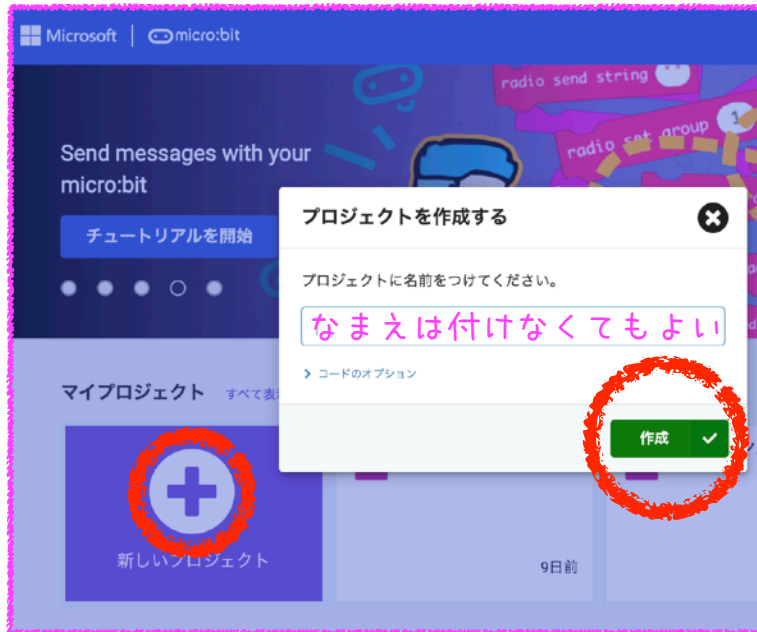 Microsoft | micro:bit
radio send string
radio set group 1
Send messages with your
micro:bit
チュートリアルを開始
プロジェクトを作成する
プロジェクトに名前をつけてください。
なまえは付けなくてもよい
コードのオプション
作成
マイプロジェクト すべて表
新しいプロジェクト
9日前